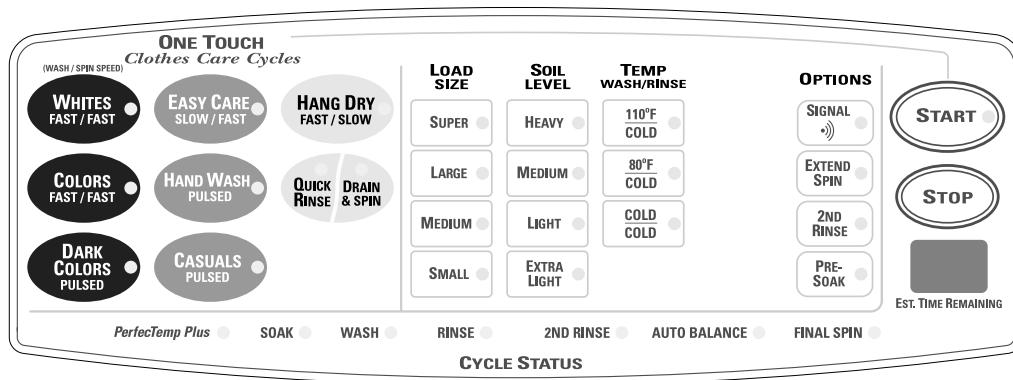 ONE TOUCH
Clothes Care Cycles
(WASH / SPIN SPEED)
WHITES
FAST / FAST
EASY CARE
SLOW / FAST
HANG DRY
FAST / SLOW
COLORS
FAST / FAST
HAND WASH
PULSED
QUICK
RINSE
DRAIN
& SPIN
DARK
COLORS
PULSED
CASUALS
PULSED
LOAD
SIZE
SUPER
LARGE
MEDIUM
SMALL
SOIL
LEVEL
HEAVY
MEDIUM
LIGHT
EXTRA
LIGHT
TEMP
WASH/RINSE
110°F
COLD
80°F
COLD
COLD
COLD
OPTIONS
SIGNAL
EXTEND
SPIN
2ND
RINSE
PRE-
SOAK
START
STOP
EST. TIME REMAINING
PerfecTemp Plus SOAK WASH RINSE 2ND RINSE AUTO BALANCE FINAL SPIN
CYCLE STATUS